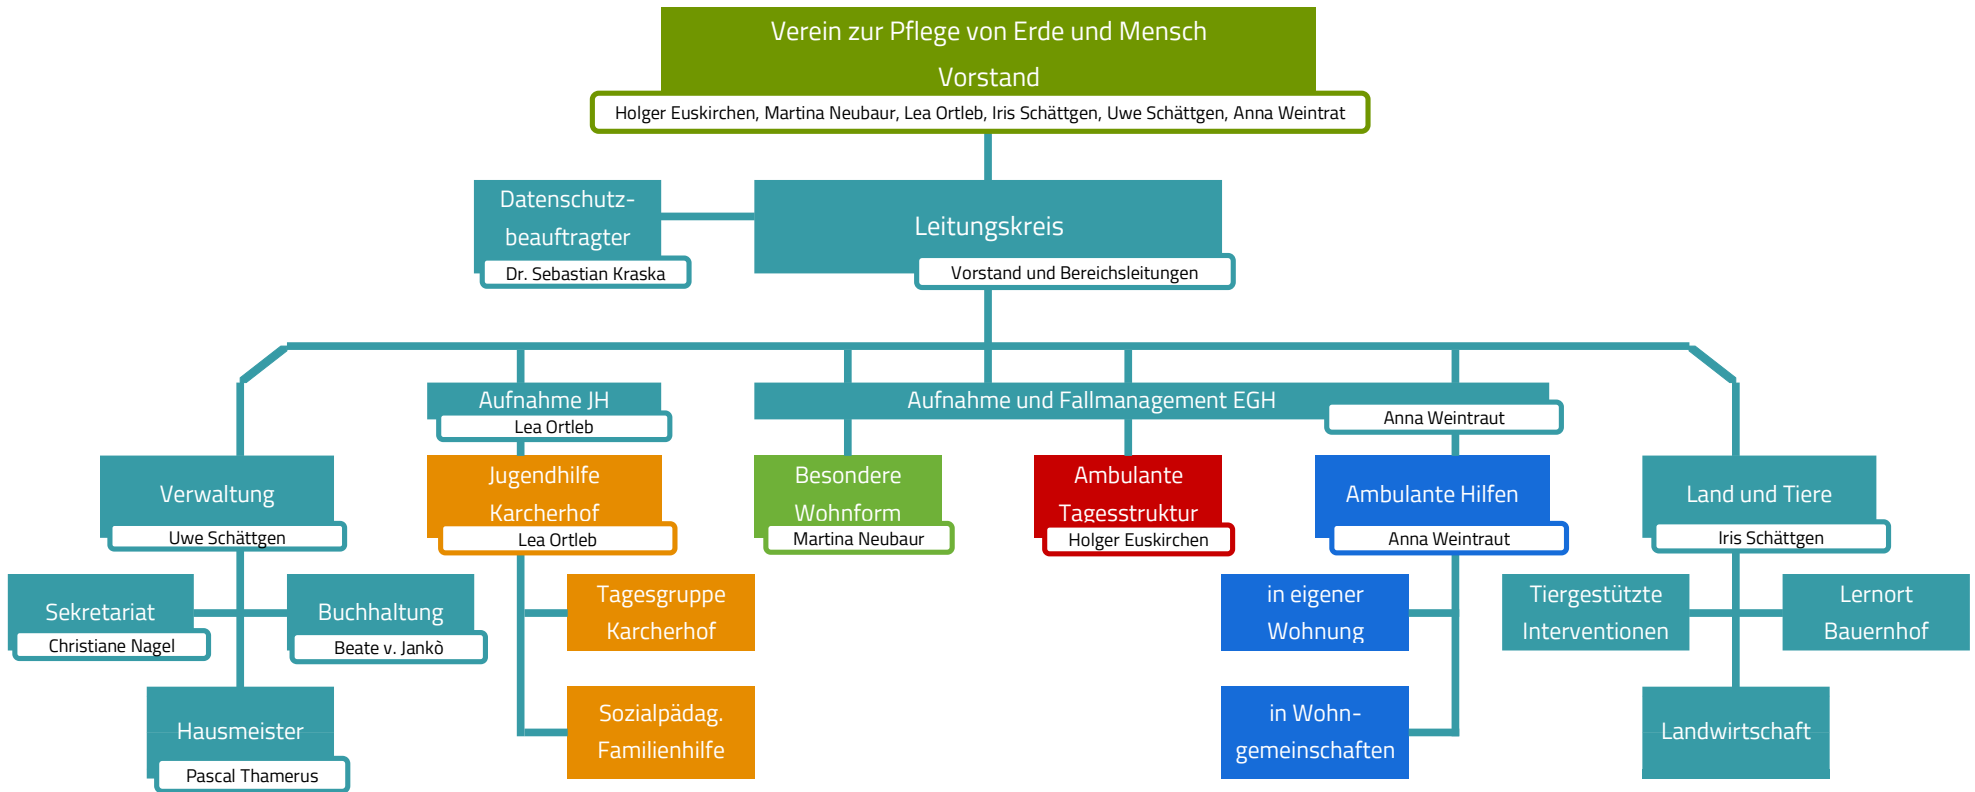 Verein zur Pflege von Erde und Mensch
Vorstand
Holger Euskirchen, Martina Neubaur, Lea Ortleb, Iris Schättgen, Uwe Schättgen, Anna Weintrat
Datenschutz-
beauftragter
Dr. Sebastian Kraska
Leitungskreis
Vorstand und Bereichsleitungen
Aufnahme JH
Lea Ortleb
Aufnahme und Fallmanagement EGH
Anna Weintraut
Verwaltung
Uwe Schättgen
Jugendhilfe
Karcherhof
Lea Ortleb
Besondere
Wohnform
Martina Neubaur
Ambulante
Tagesstruktur
Holger Euskirchen
Ambulante Hilfen
Anna Weintraut
Land und Tiere
Iris Schättgen
Sekretariat
Christiane Nagel
Buchhaltung
Beate v. Jankò
Tagesgruppe
Karcherhof
in eigener
Wohnung
Tiergestützte
Interventionen
Lernort
Bauernhof
Hausmeister
Pascal Thamerus
Sozialpädag.
Familienhilfe
in Wohn-
gemeinschaften
Landwirtschaft